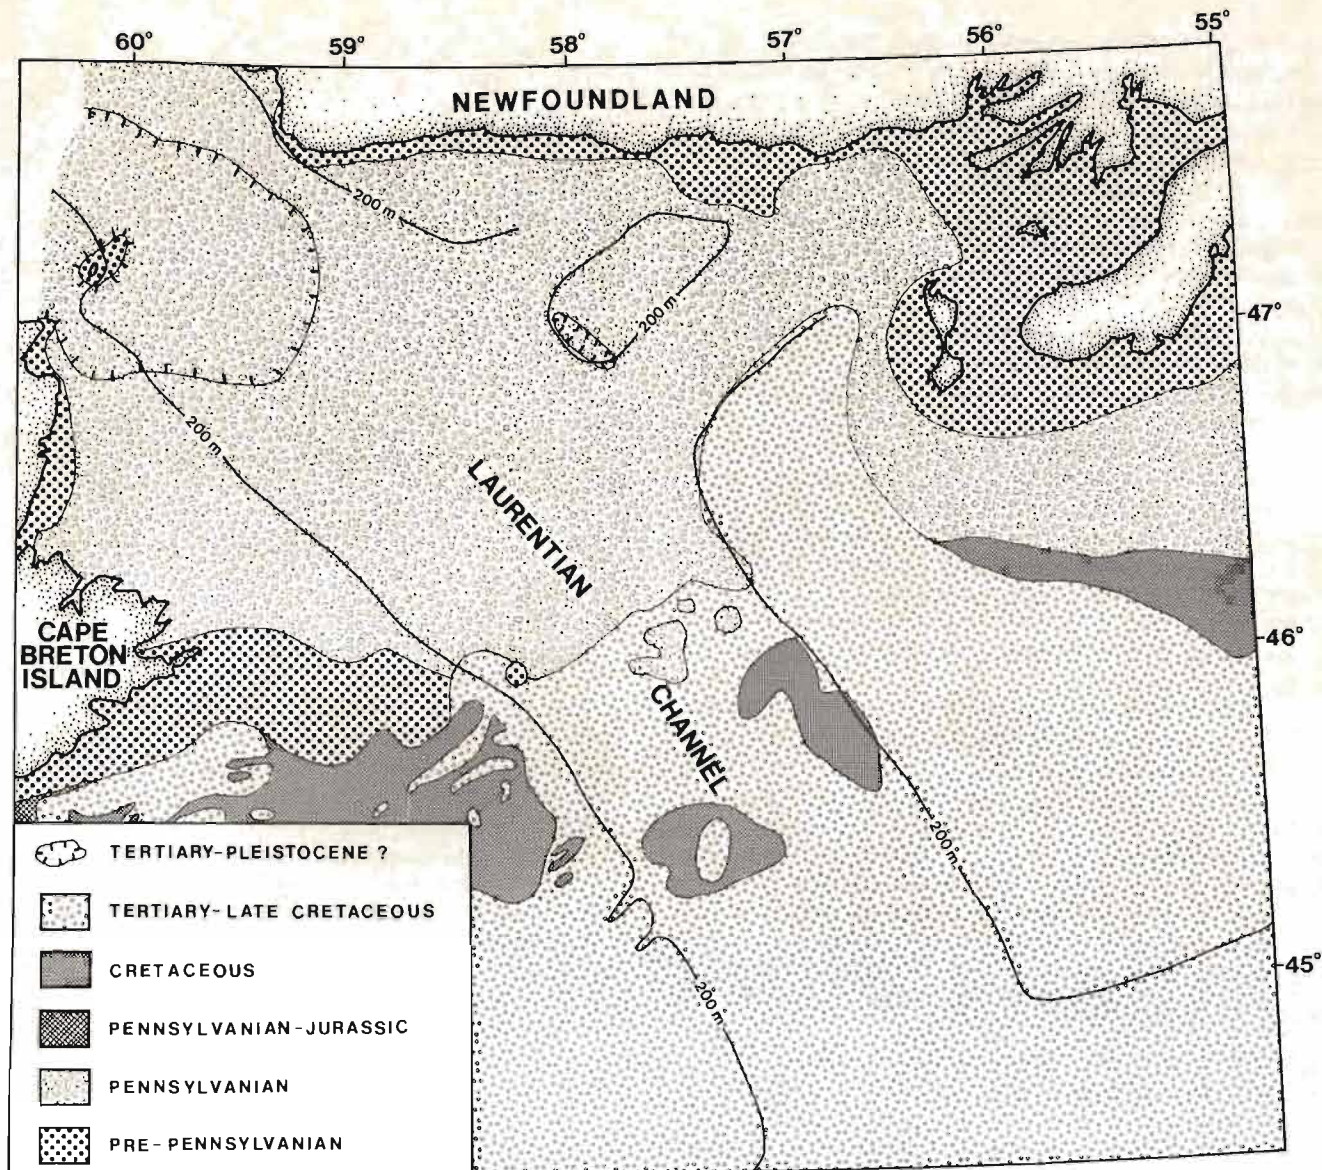 60° 59° 58° 57° 56° 55°
NEWFOUNDLAND
200 m
47°
200 m
200 m
LAURENTIAN
46°
CAPE
BRETON
ISLAND
CHANNEL
200 m
45°
200 m
TERTIARY-PLEISTOCENE ?
TERTIARY-LATE CRETACEOUS
CRETACEOUS
PENNSYLVANIAN-JURASSIC
PENNSYLVANIAN
PRE-PENNSYLVANIAN